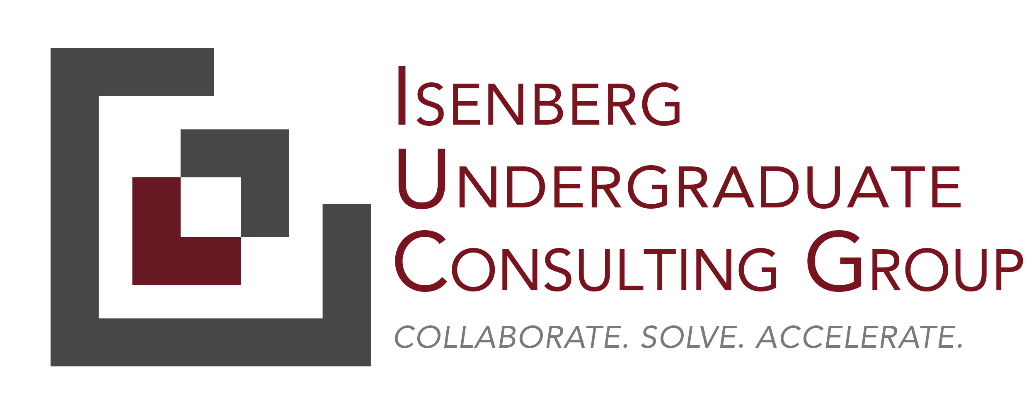 Isenberg
Undergraduate
Consulting Group
COLLABORATE. SOLVE. ACCELERATE.